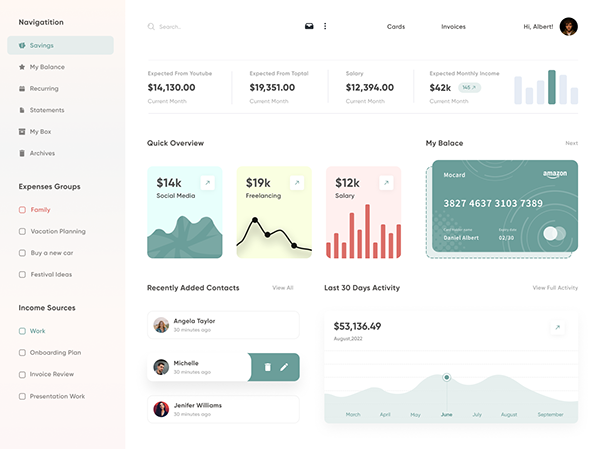 Navigatition
Savings
My Balance
Recurring
Statements
My Box
Archives
Expenses Groups
Family
Vacation Planning
Buy a new car
Festival Ideas
Income Sources
Work
Onboarding Plan
Invoice Review
Presentation Work
Search..
Cards
Invoices
Hi, Albert!
Expected From Youtube
$14,130.00
Current Month
Expected From Toptal
$19,351.00
Current Month
Salary
$12,394.00
Current Month
Expected Monthly Income
$42k
Current Month
Quick Overview
$14k
Social Media
$19k
Freelancing
$12k
Salary
My Balace
Next
Mocard
amazon
3827 4637 3103 7389
Daniel Albert
02/30
Recently Added Contacts
View All
Angela Taylor
30 minutes ago
Michelle
30 minutes ago
Jenifer Williams
30 minutes ago
Last 30 Days Activity
View Full Activity
$53,136.49
August,2022
March April May June July August September